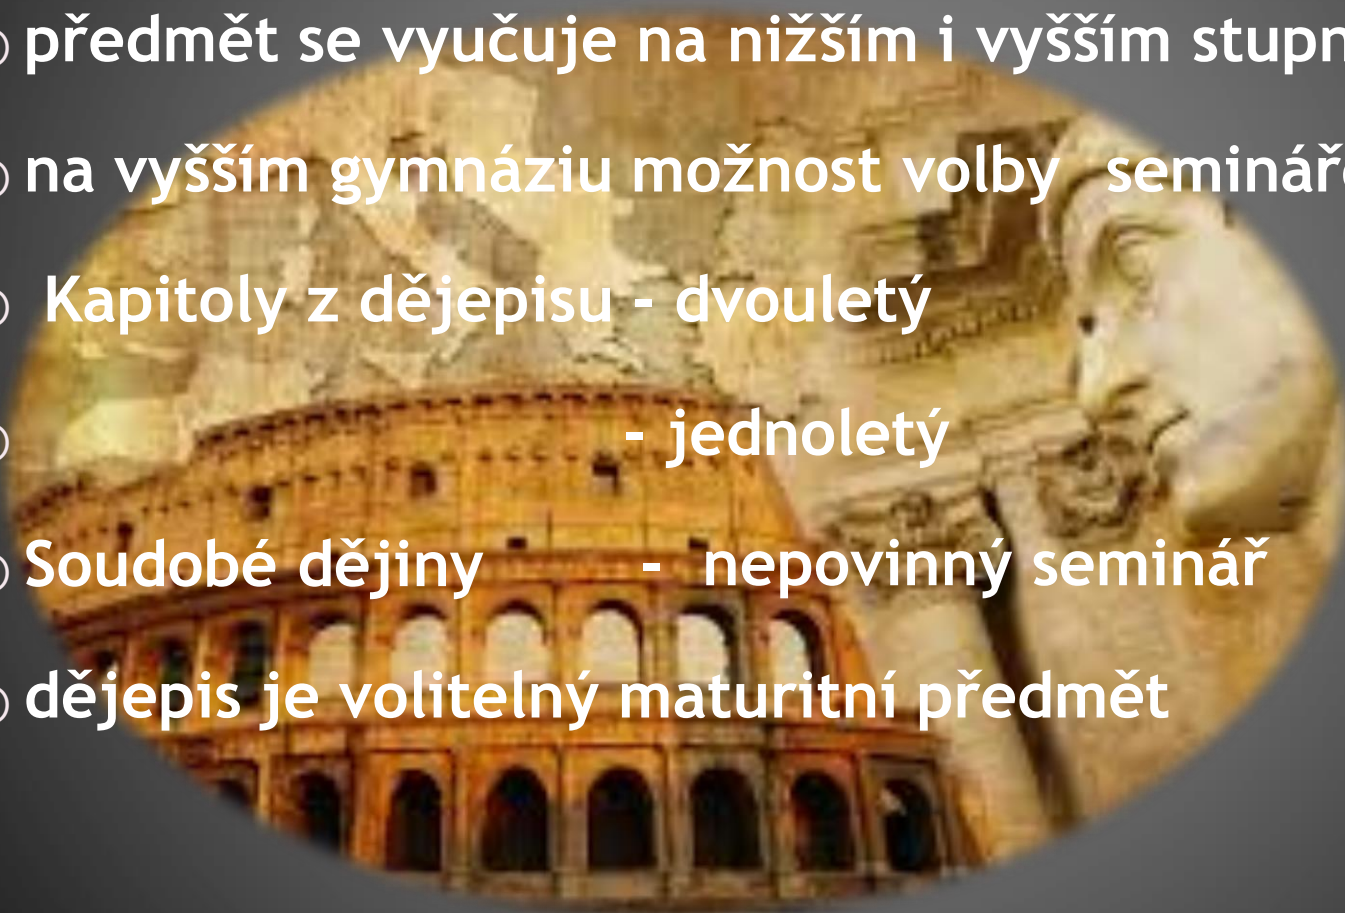 předmět se vyučuje na nižším i vyšším
na vyšším gymnáziu možnost volby
Kapitoly z dějepisu - dvouletý
- jednoletý
Soudobé dějiny - nepovinný seminář
dějepis je volitelný maturitní předmět